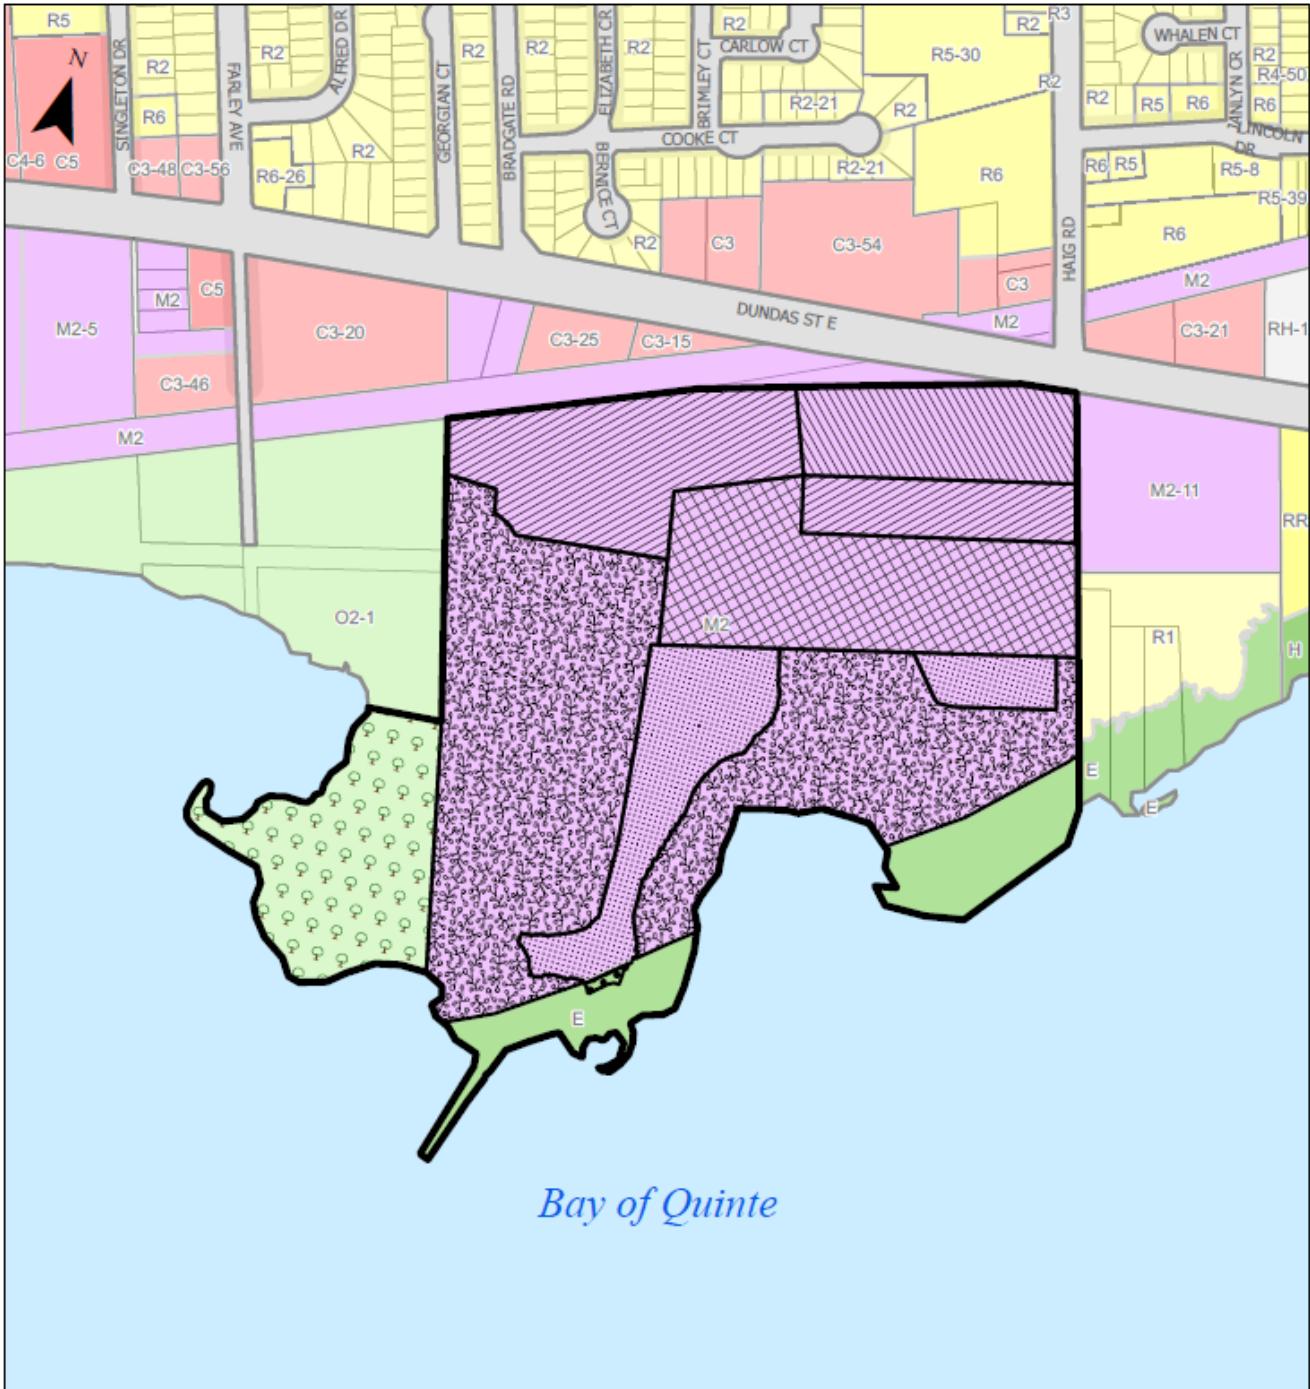 R5
N
C4-6
C5
SINGLETON DR
R2
R6
C3-48
C3-56
FARLEY AVE
R2
ALFRED DR
R2
R6-26
GEORGIAN CT
R2
BRADGATE RD
R2
ELIZABETH CR
R2
BERNICE CT
R2
BRIMLEY CT
R2
CARLOW CT
R2-21
R2
COOKE CT
R2-21
R5-30
R2
R3
R2
R6
HAIG RD
WHALEN CT
R2
R5
R6
JANLYN CR
R2
R4-50
R6
LINCOLN
DR
R6
R5
R5-8
R5-39
R6
C3
C3-54
C3
M2
M2
C3-21
RH-1
DUNDAS ST E
M2-5
M2
C5
C3-46
C3-20
C3-25
C3-15
M2
M2-11
RR
O2-1
M2
R1
H
E
E
E
Bay of Quinte